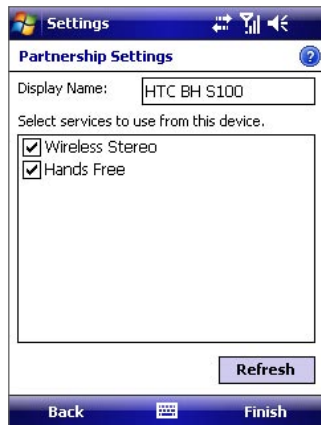 Settings
Partnership Settings
Display Name: HTC BH S100
Select services to use from this device.
Wireless Stereo
Hands Free
Refresh
Back Finish